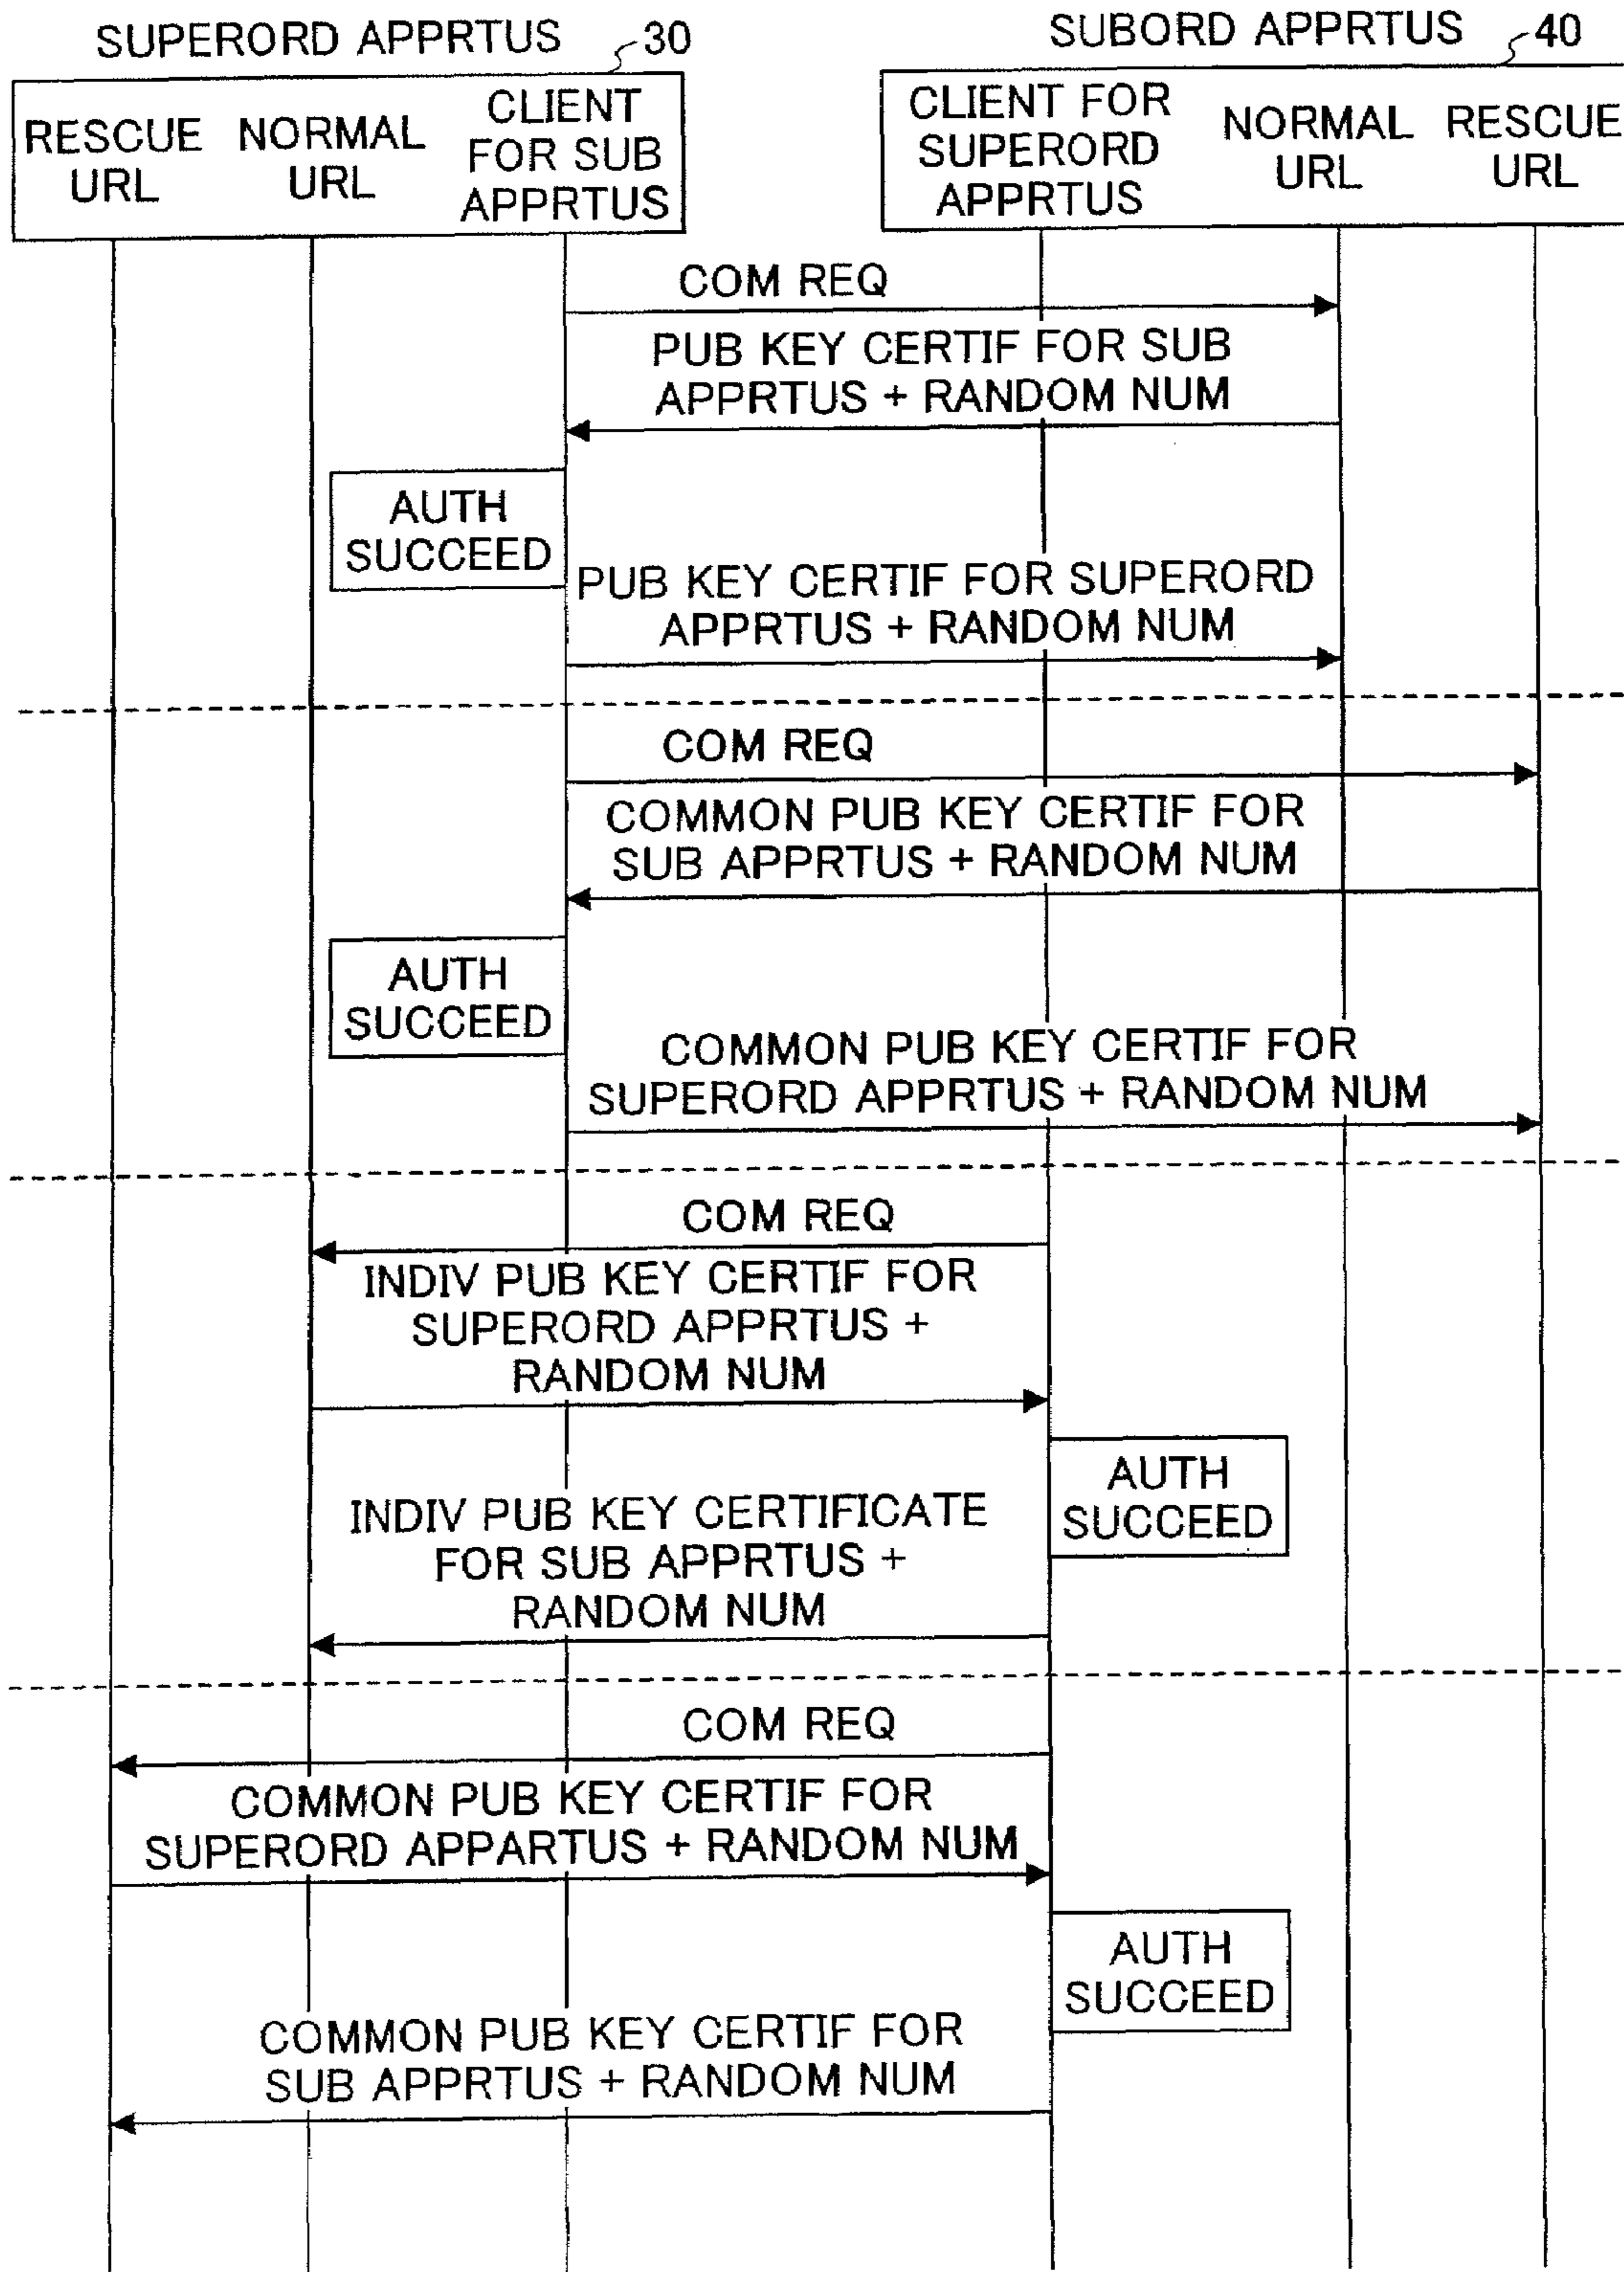 SUPERORD APPRTUS
30
SUBORD APPRTUS
40
RESCUE
URL
NORMAL
URL
CLIENT
FOR SUB
APPRTUS
CLIENT FOR
SUPERORD
APPRTUS
NORMAL
URL
RESCUE
URL
COM REQ
PUB KEY CERTIF FOR SUB
APPRTUS + RANDOM NUM
AUTH
SUCCEED
PUB KEY CERTIF FOR SUPERORD
APPRTUS + RANDOM NUM
COM REQ
COMMON PUB KEY CERTIF FOR
SUB APPRTUS + RANDOM NUM
AUTH
SUCCEED
COMMON PUB KEY CERTIF FOR
SUPERORD APPRTUS + RANDOM NUM
COM REQ
INDIV PUB KEY CERTIF FOR
SUPERORD APPRTUS +
RANDOM NUM
AUTH
SUCCEED
INDIV PUB KEY CERTIFICATE
FOR SUB APPRTUS +
RANDOM NUM
COM REQ
COMMON PUB KEY CERTIF FOR
SUPERORD APPARTUS + RANDOM NUM
AUTH
SUCCEED
COMMON PUB KEY CERTIF FOR
SUB APPRTUS + RANDOM NUM